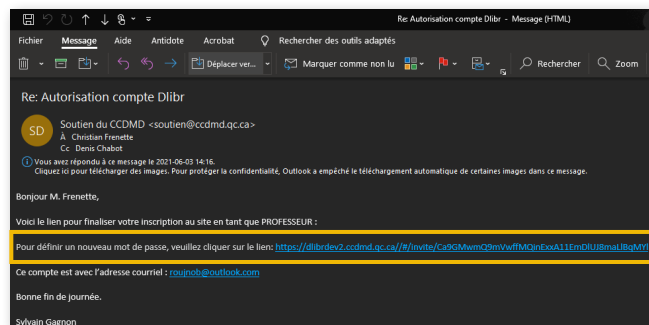 Re: Autorisation compte Dlibr - Message (HTML)
Fichier Message Aide Antidote Acrobat Rechercher des outils adaptés
Déplacer ver... Marquer comme non lu Rechercher Zoom
Re: Autorisation compte Dlibr
SD
Soutien du CCDMD <soutien@ccdmd.qc.ca>
À Christian Frenette
Cc Denis Chabot
Vous avez répondu à ce message le 2021-06-03 14:16.
Cliquez ici pour télécharger des images. Pour protéger la confidentialité, Outlook a empêché le téléchargement automatique de certaines images dans ce message.
Bonjour M. Frenette,
Voici le lien pour finaliser votre inscription au site en tant que PROFESSEUR :
Pour définir un nouveau mot de passe, veuillez cliquer sur le lien: https://dlibrdev2.ccdmd.qc.ca//#/invite/Ca9GMwmQ9mVwffMQinExxA11EmDlUJ8maLlBqMYl
Ce compte est avec l'adresse courriel : roujnob@outlook.com
Bonne fin de journée.
Sylvain Gagnon